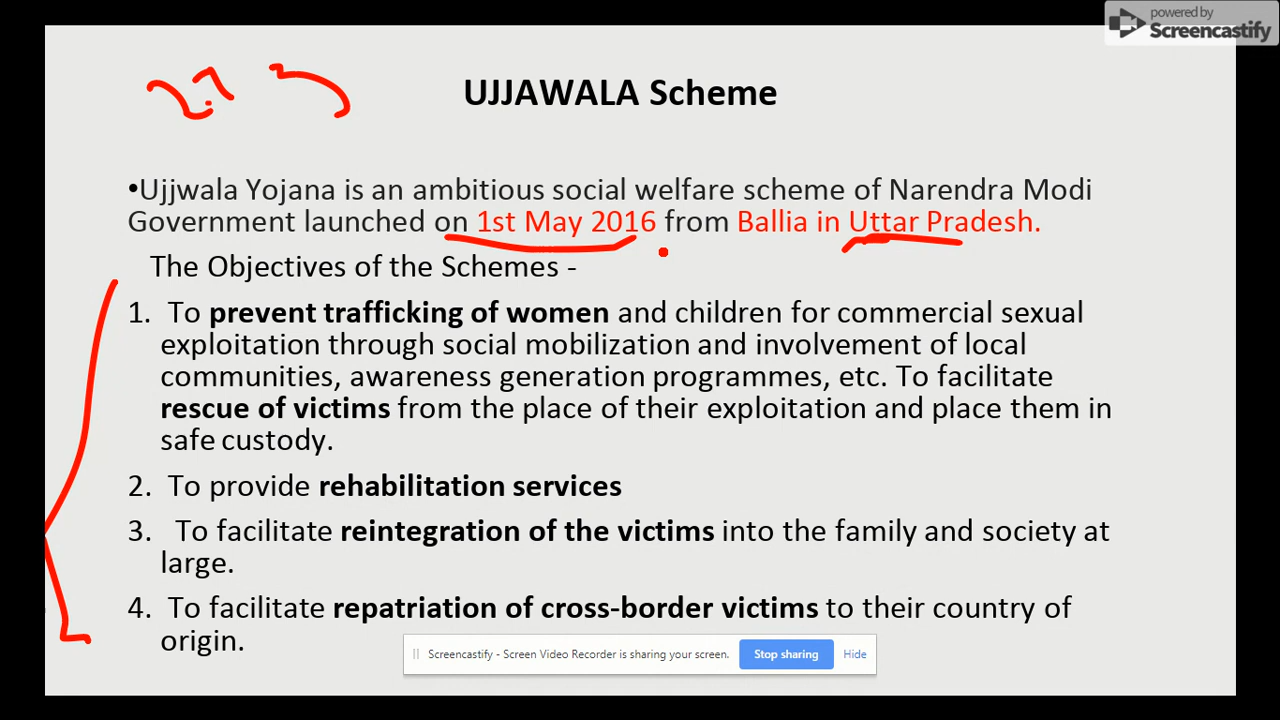 powered by
Screencastify
UJJAWALA Scheme
•Ujjwala Yojana is an ambitious social welfare scheme of Narendra Modi
Government launched on 1st May 2016 from Ballia in Uttar Pradesh.
The Objectives of the Schemes -
1. To prevent trafficking of women and children for commercial sexual
exploitation through social mobilization and involvement of local
communities, awareness generation programmes, etc. To facilitate
rescue of victims from the place of their exploitation and place them in
safe custody.
2. To provide rehabilitation services
3. To facilitate reintegration of the victims into the family and society at
large.
4. To facilitate repatriation of cross-border victims to their country of
origin.
Screencastify - Screen Video Recorder is sharing your screen. Stop sharing Hide